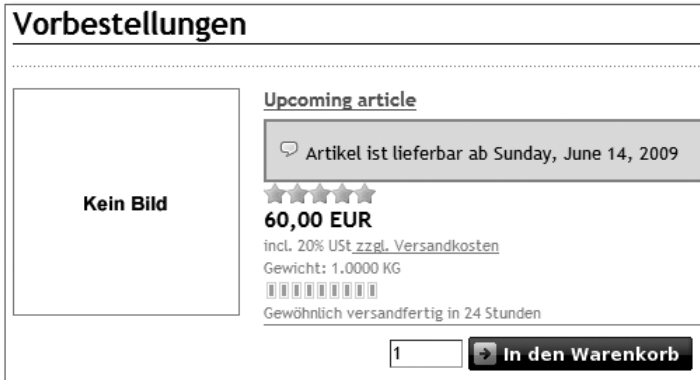 Vorbestellungen
Upcoming article
Artikel ist lieferbar ab Sunday, June 14, 2009
Kein Bild
60,00 EUR
incl. 20% USt zzgl. Versandkosten
Gewicht: 1.0000 KG
Gewöhnlich versandfertig in 24 Stunden
1
In den Warenkorb